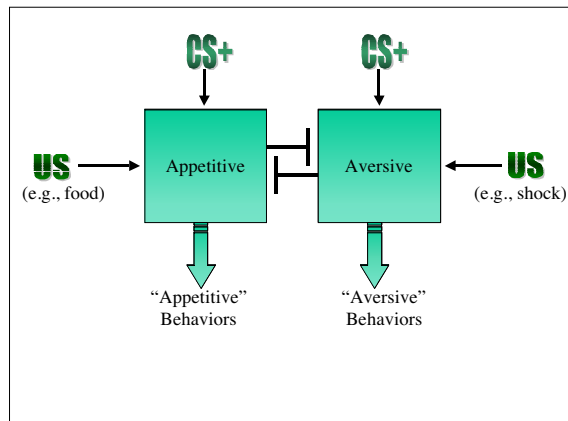 CS+ CS+
Appetitive Aversive
US US
(e.g., food) (e.g., shock)
“Appetitive” “Aversive”
Behaviors Behaviors